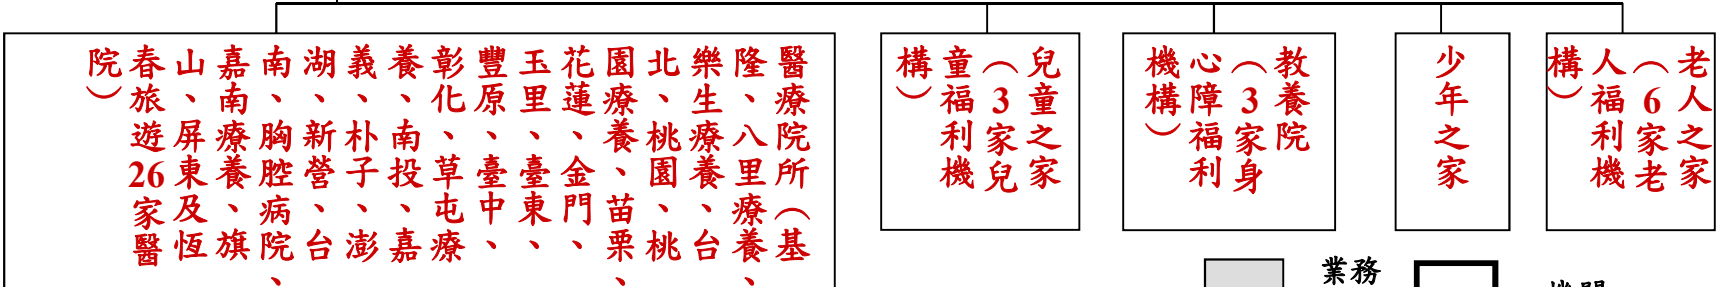 老人之家
（6家老
人福利機
構）
少年之家
教養院
（3家身
心障福利
機構）
兒童之家
（3家兒
童福利機
構）
醫療院所（基
隆、八里療養、
樂生療養、台
北、桃園、桃
園療養、苗栗、
花蓮、金門、
玉里、臺東、
豐原、臺中、
彰化、草屯療
養、南投、嘉
義、朴子、澎
湖、新營、台
南、胸腔病院、
嘉南療養、旗
山、屏東及恆
春旅遊26家醫
院）
業務